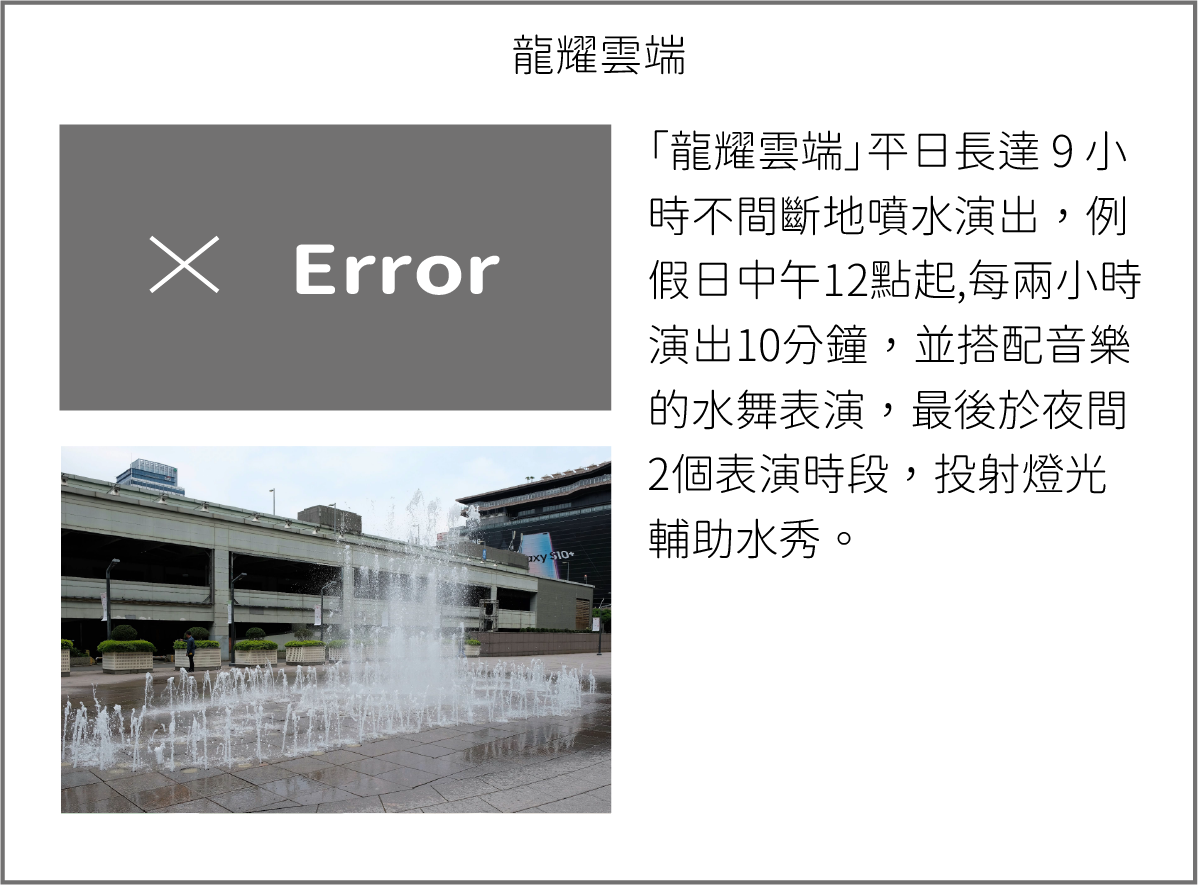 龍耀雲端
Error
「龍耀雲端」平日長達 9 小
時不間斷地噴水演出，例
假日中午12點起,每兩小時
演出10分鐘，並搭配音樂
的水舞表演，最後於夜間
2個表演時段，投射燈光
輔助水秀。
axy S10+